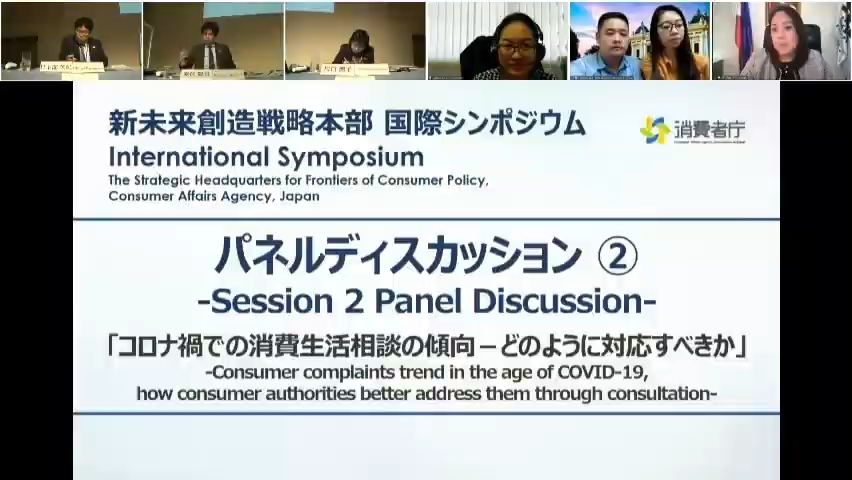 新未来創造戦略本部 国際シンポジウム
消費者庁
International Symposium
The Strategic Headquarters for Frontiers of Consumer Policy,
Consumer Affairs Agency, Japan
パネルディスカッション ②
-Session 2 Panel Discussion-
「コロナ禍での消費生活相談の傾向－どのように対応すべきか」
-Consumer complaints trend in the age of COVID-19,
how consumer authorities better address them through consultation-